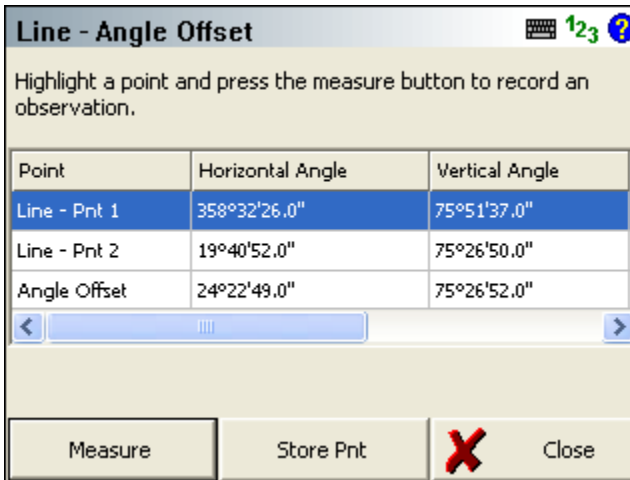 Line - Angle Offset 123 ?
Highlight a point and press the measure button to record an
observation.
Point Horizontal Angle Vertical Angle
Line - Pnt 1 358°32'26.0" 75°51'37.0"
Line - Pnt 2 19°40'52.0" 75°26'50.0"
Angle Offset 24°22'49.0" 75°26'52.0"
Measure Store Pnt Close